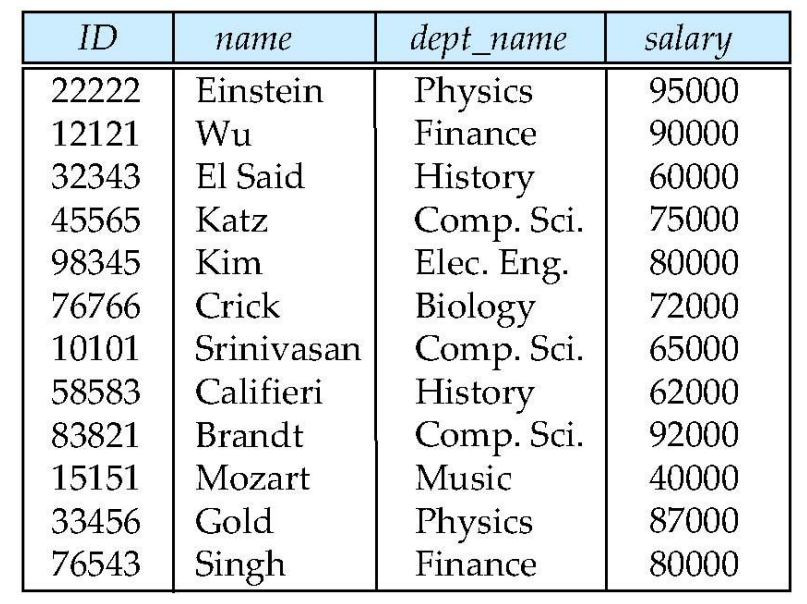 ID name dept_name salary
22222 Einstein Physics 95000
12121 Wu Finance 90000
32343 El Said History 60000
45565 Katz Comp. Sci. 75000
98345 Kim Elec. Eng. 80000
76766 Crick Biology 72000
10101 Srinivasan Comp. Sci. 65000
58583 Califieri History 62000
83821 Brandt Comp. Sci. 92000
15151 Mozart Music 40000
33456 Gold Physics 87000
76543 Singh Finance 80000